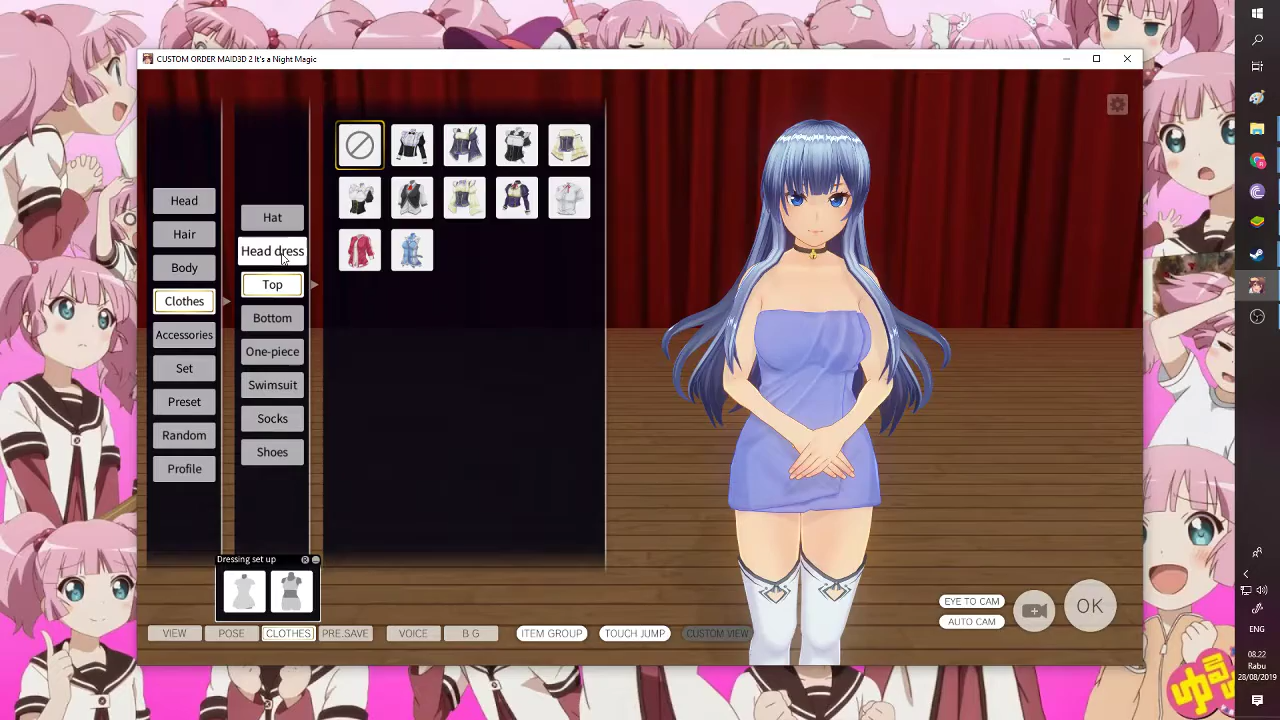 CUSTOM ORDER MAID3D 2 It's a Night Magic
Head
Hair
Body
Clothes
Accessories
Set
Preset
Random
Profile
Hat
Head dress
Top
Bottom
One-piece
Swimsuit
Socks
Shoes
Dressing set up
VIEW
POSE
CLOTHES
PRE.SAVE
VOICE
B G
ITEM GROUP
TOUCH JUMP
CUSTOM VIEW
EYE TO CAM
AUTO CAM
OK
ENG
08.22
Rabu
28/08/2019